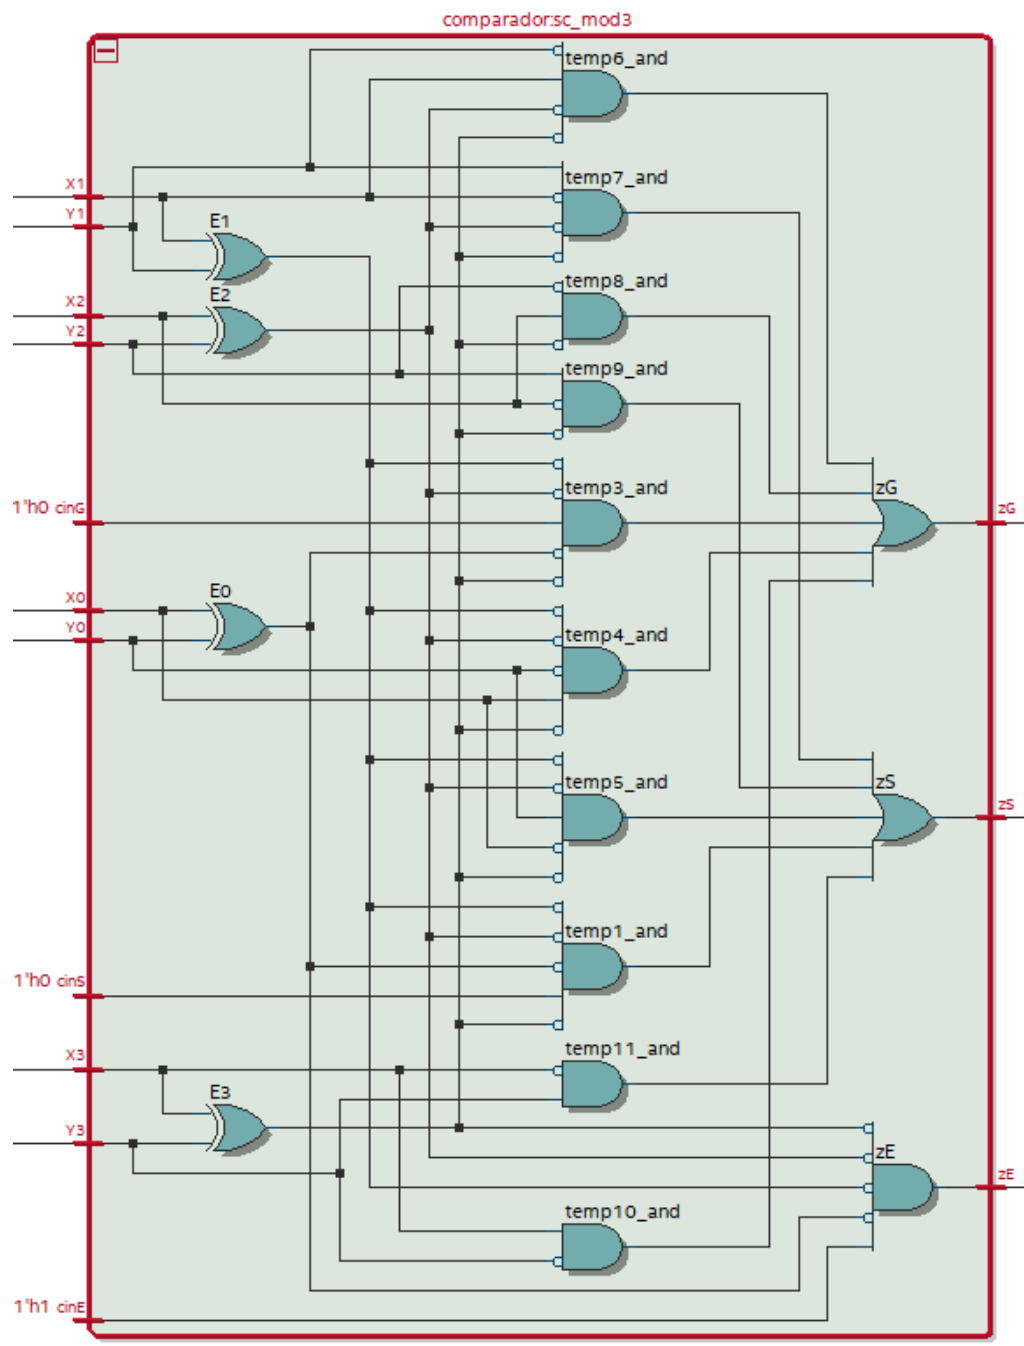 comparador:sc_mod3
temp6_and
temp7_and
X1
Y1
E1
temp8_and
E2
X2
Y2
temp9_and
temp3_and
zG
1'h0 cinG
zG
E0
X0
Y0
temp4_and
temp5_and
zS
zS
temp1_and
1'h0 cinS
temp11_and
X3
E3
Y3
zE
zE
temp10_and
1'h1 cinE